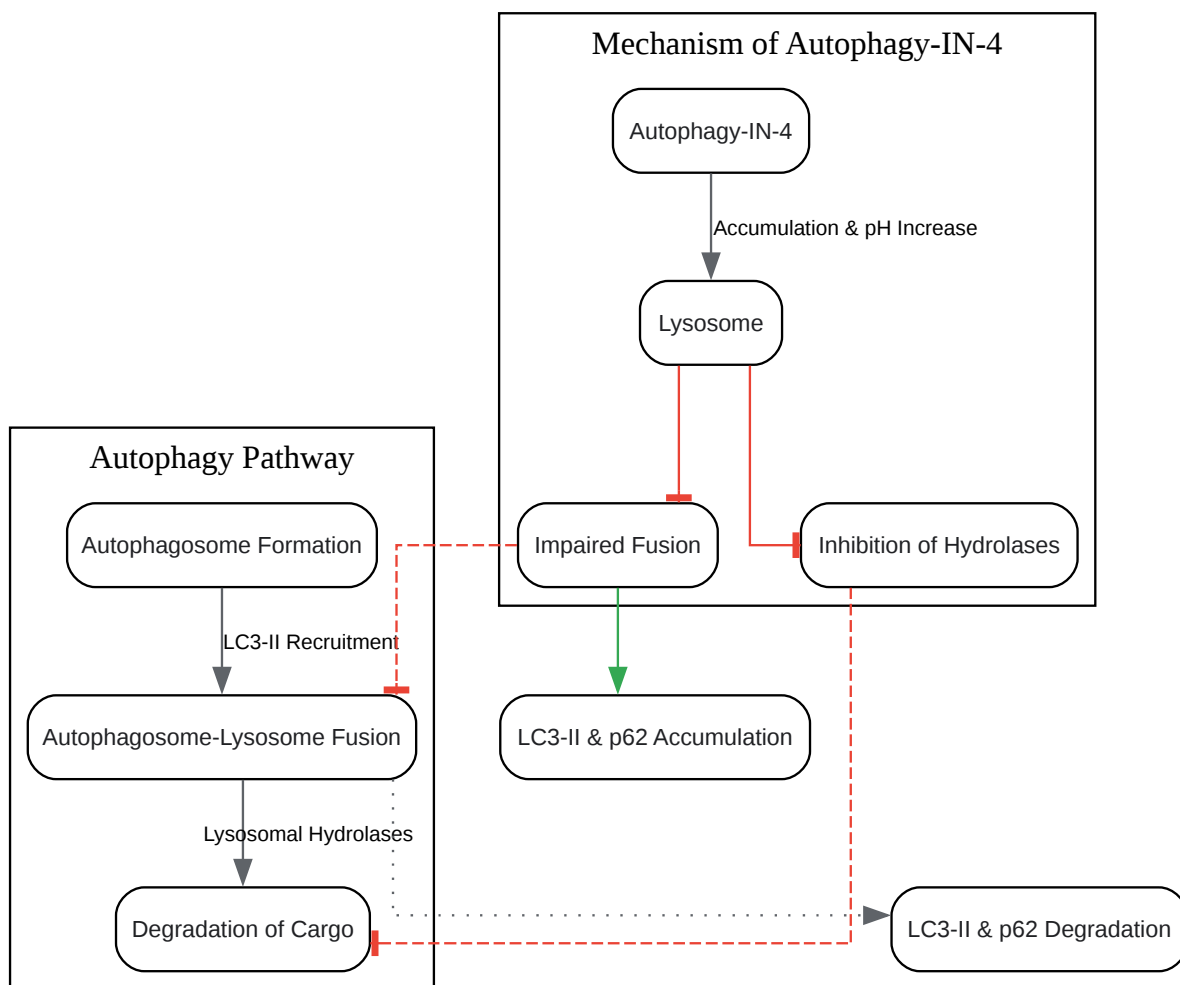 Mechanism of Autophagy-IN-4
Autophagy-IN-4
Accumulation & pH Increase
Lysosome
Autophagy Pathway
Autophagosome Formation
Impaired Fusion
Inhibition of Hydrolases
LC3-II Recruitment
Autophagosome-Lysosome Fusion
LC3-II & p62 Accumulation
Lysosomal Hydrolases
Degradation of Cargo
LC3-II & p62 Degradation